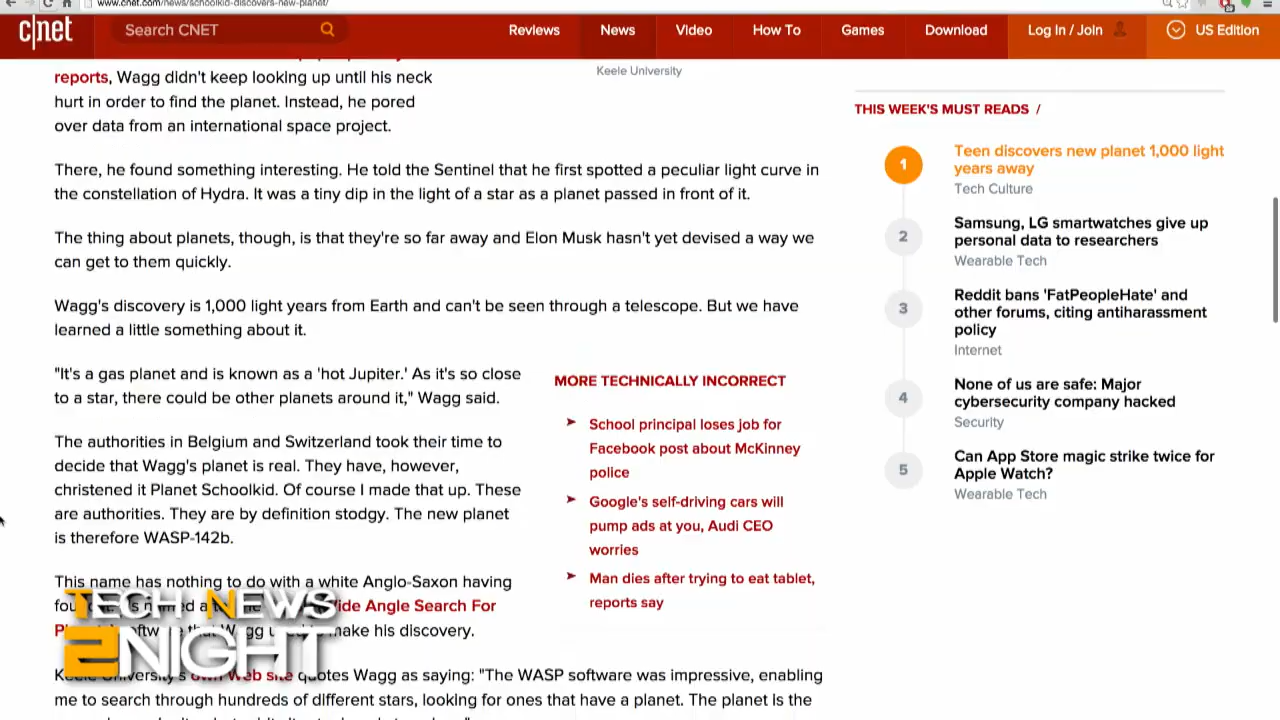 www.cnet.com/news/schoolkid-discovers-new-planet/
c|net
Search CNET
Reviews
News
Video
How To
Games
Download
Log In / Join
US Edition
reports, Wagg didn't keep looking up until his neck
hurt in order to find the planet. Instead, he pored
over data from an international space project.
Keele University
There, he found something interesting. He told the Sentinel that he first spotted a peculiar light curve in
the constellation of Hydra. It was a tiny dip in the light of a star as a planet passed in front of it.
The thing about planets, though, is that they're so far away and Elon Musk hasn't yet devised a way we
can get to them quickly.
Wagg's discovery is 1,000 light years from Earth and can't be seen through a telescope. But we have
learned a little something about it.
"It's a gas planet and is known as a 'hot Jupiter.' As it's so close
to a star, there could be other planets around it," Wagg said.
The authorities in Belgium and Switzerland took their time to
decide that Wagg's planet is real. They have, however,
christened it Planet Schoolkid. Of course I made that up. These
are authorities. They are by definition stodgy. The new planet
is therefore WASP-142b.
This name has nothing to do with a white Anglo-Saxon having
Wide Angle Search For
make his discovery.
Keele University's own web site quotes Wagg as saying: "The WASP software was impressive, enabling
me to search through hundreds of different stars, looking for ones that have a planet. The planet is the
MORE TECHNICALLY INCORRECT
School principal loses job for
Facebook post about McKinney
police
Google's self-driving cars will
pump ads at you, Audi CEO
worries
Man dies after trying to eat tablet,
reports say
THIS WEEK'S MUST READS /
1
Teen discovers new planet 1,000 light
years away
Tech Culture
2
Samsung, LG smartwatches give up
personal data to researchers
Wearable Tech
3
Reddit bans 'FatPeopleHate' and
other forums, citing antiharassment
policy
Internet
4
None of us are safe: Major
cybersecurity company hacked
Security
5
Can App Store magic strike twice for
Apple Watch?
Wearable Tech
TECH NEWS
2NIGHT